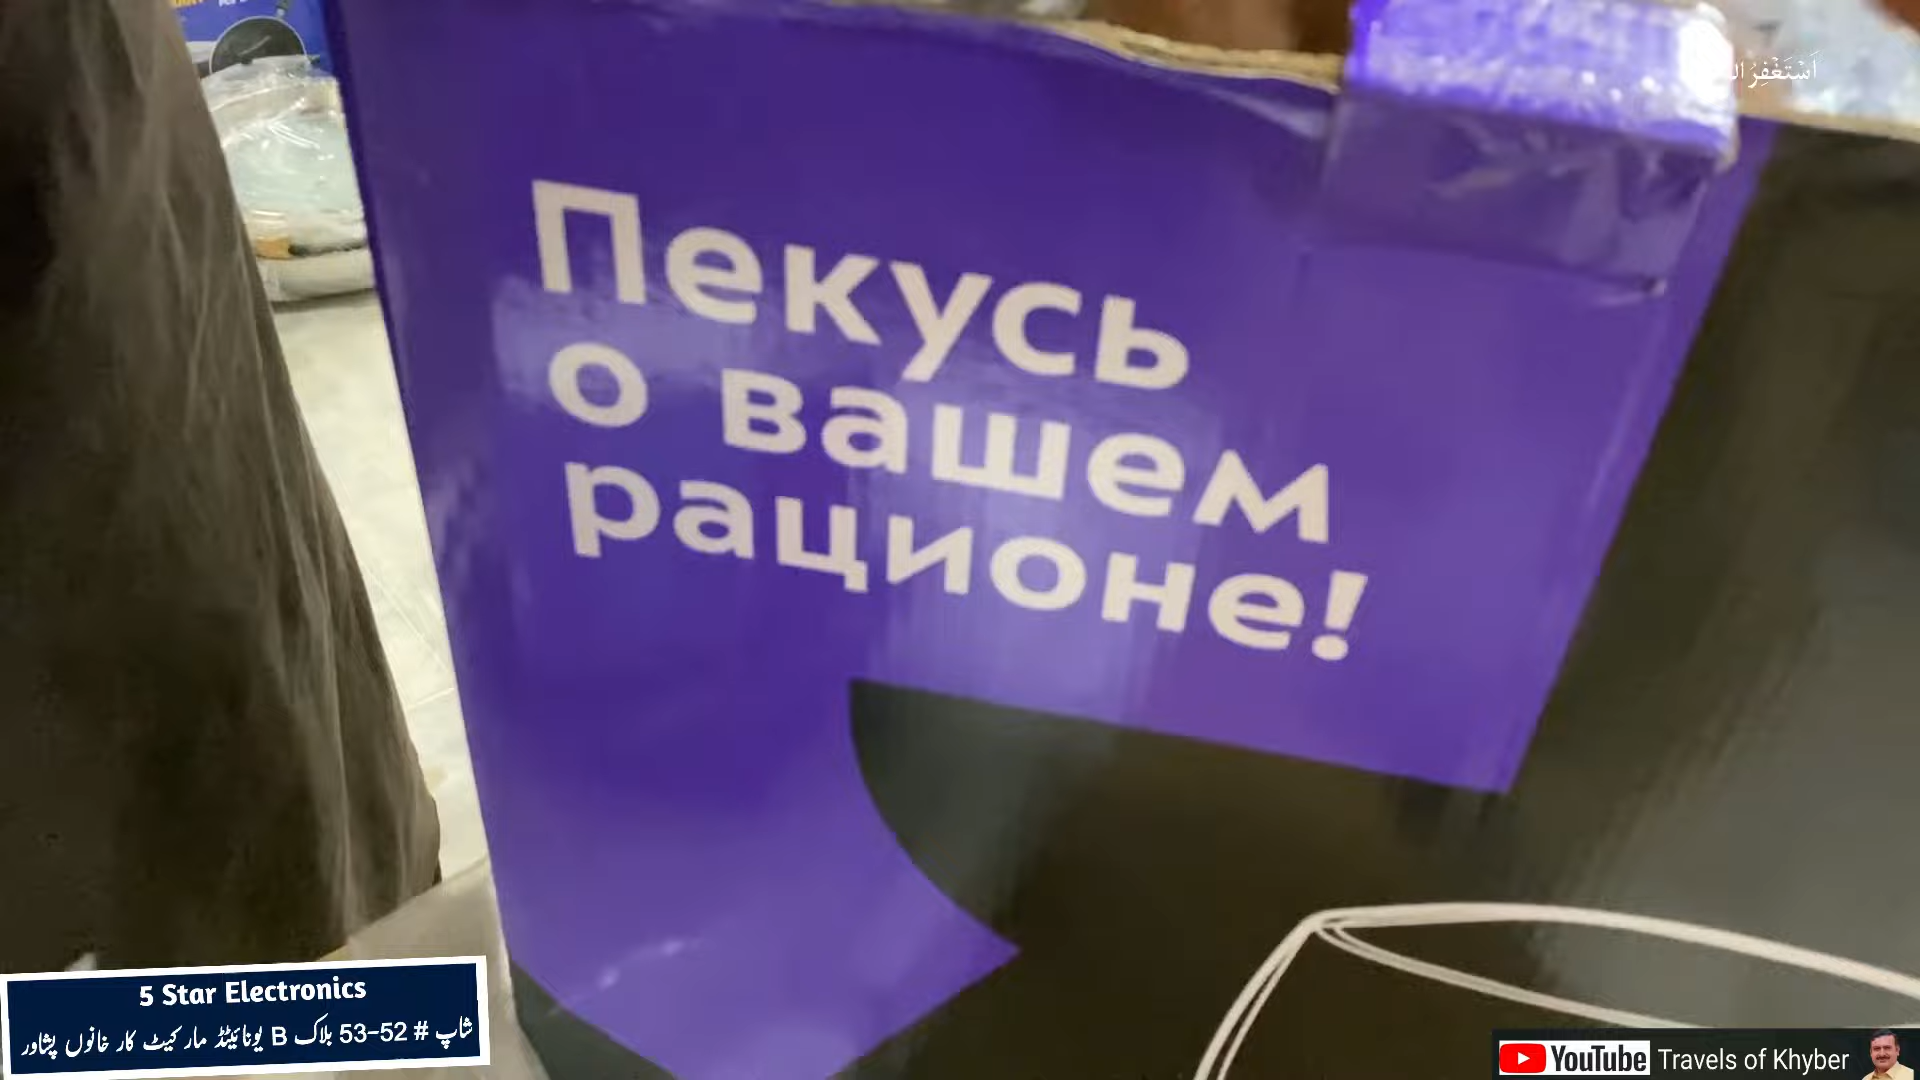 اَسْتَغْفِرُ
Пекусь
о вашем
рационе!
5 Star Electronics
شاپ # 52-53 بلاک B یونائیٹڈ مارکیٹ کارخانوں پشاور
YouTube Travels of Khyber